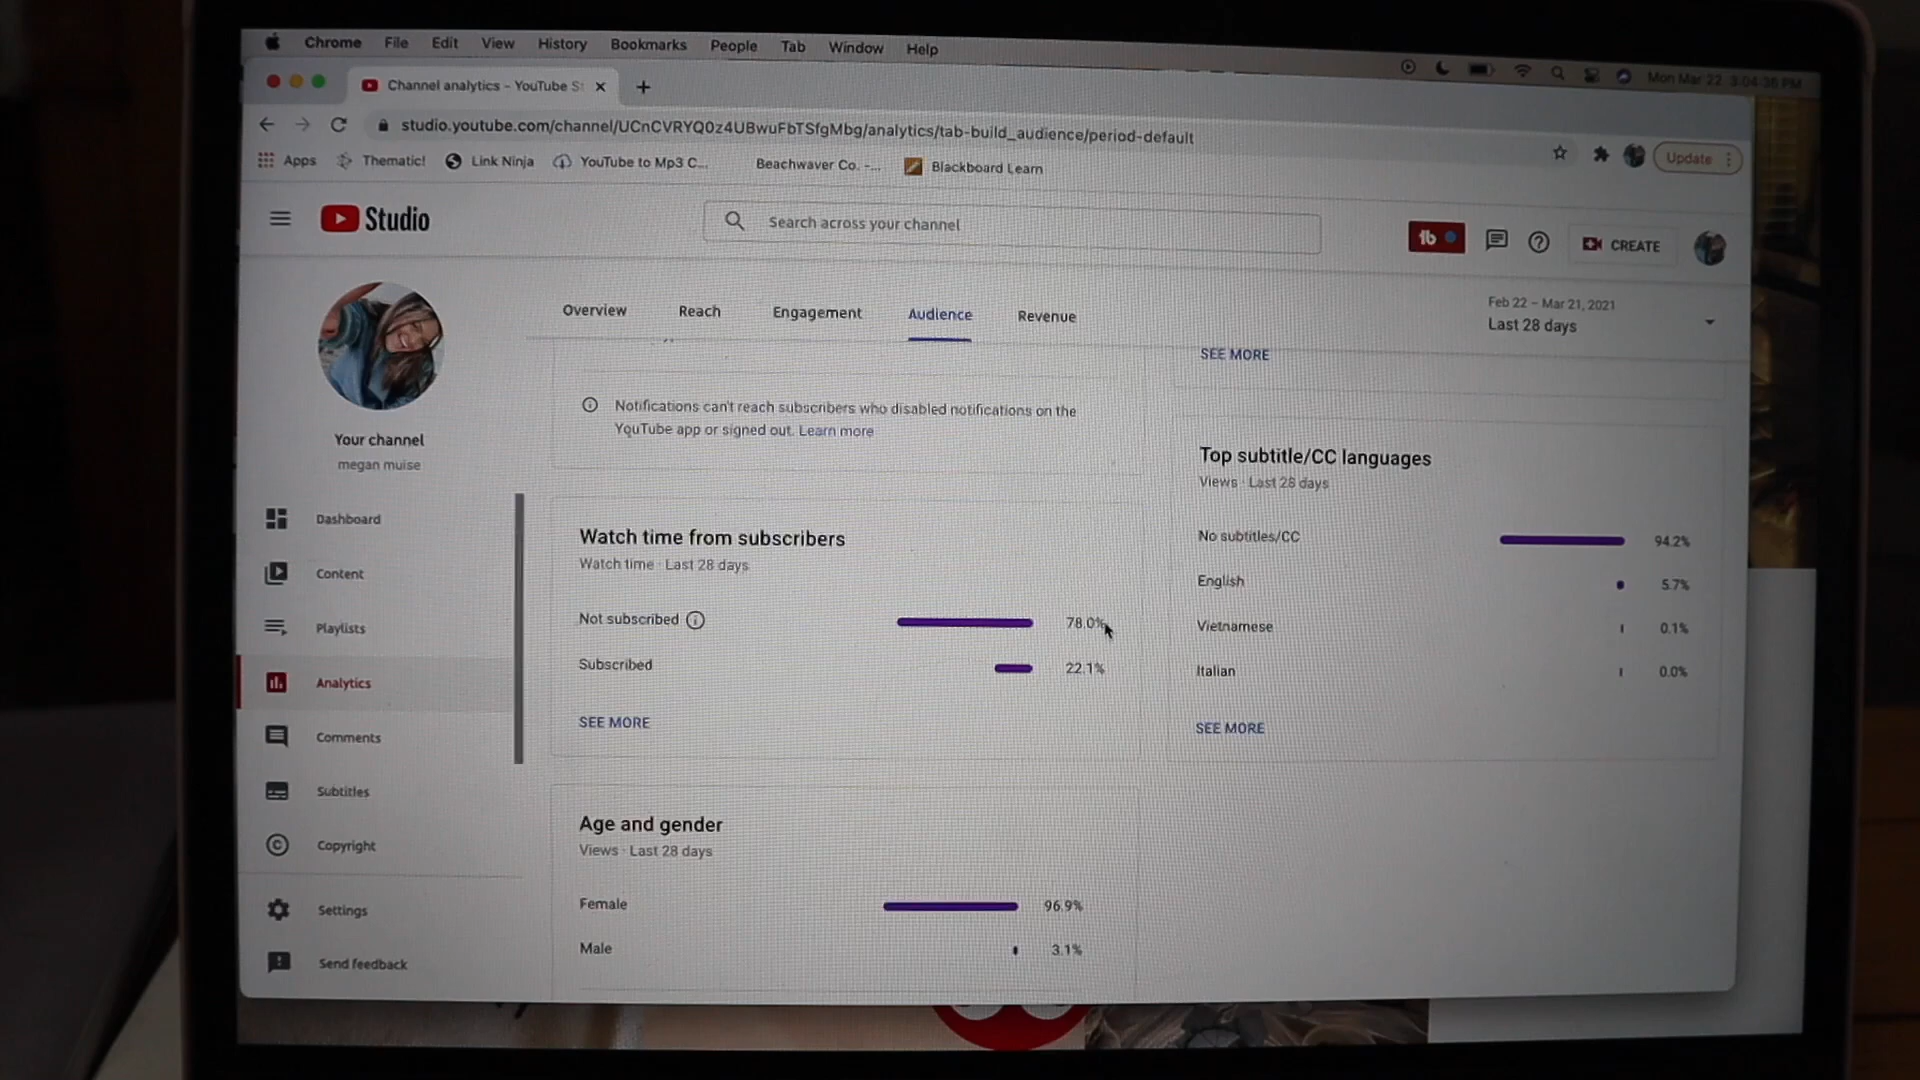 Chrome File Edit View History Bookmarks People Tab Window Help
Mon Mar 22 3:04:36 PM
Channel analytics - YouTube S
studio.youtube.com/channel/UCnCVRYQ0z4UBwuFbTSfgMbg/analytics/tab-build_audience/period-default
Apps Thematic! Link Ninja YouTube to Mp3 C... Beachwaver Co. -... Blackboard Learn
Update
Studio
Search across your channel
CREATE
Overview Reach Engagement Audience Revenue
Feb 22 – Mar 21, 2021
Last 28 days
Your channel
megan muise
Dashboard
Content
Playlists
Analytics
Comments
Subtitles
Copyright
Settings
Send feedback
Notifications can't reach subscribers who disabled notifications on the
YouTube app or signed out. Learn more
Watch time from subscribers
Watch time · Last 28 days
Not subscribed 78.0%
Subscribed 22.1%
SEE MORE
Age and gender
Views · Last 28 days
Female 96.9%
Male 3.1%
SEE MORE
Top subtitle/CC languages
Views · Last 28 days
No subtitles/CC 94.2%
English 5.7%
Vietnamese 0.1%
Italian 0.0%
SEE MORE